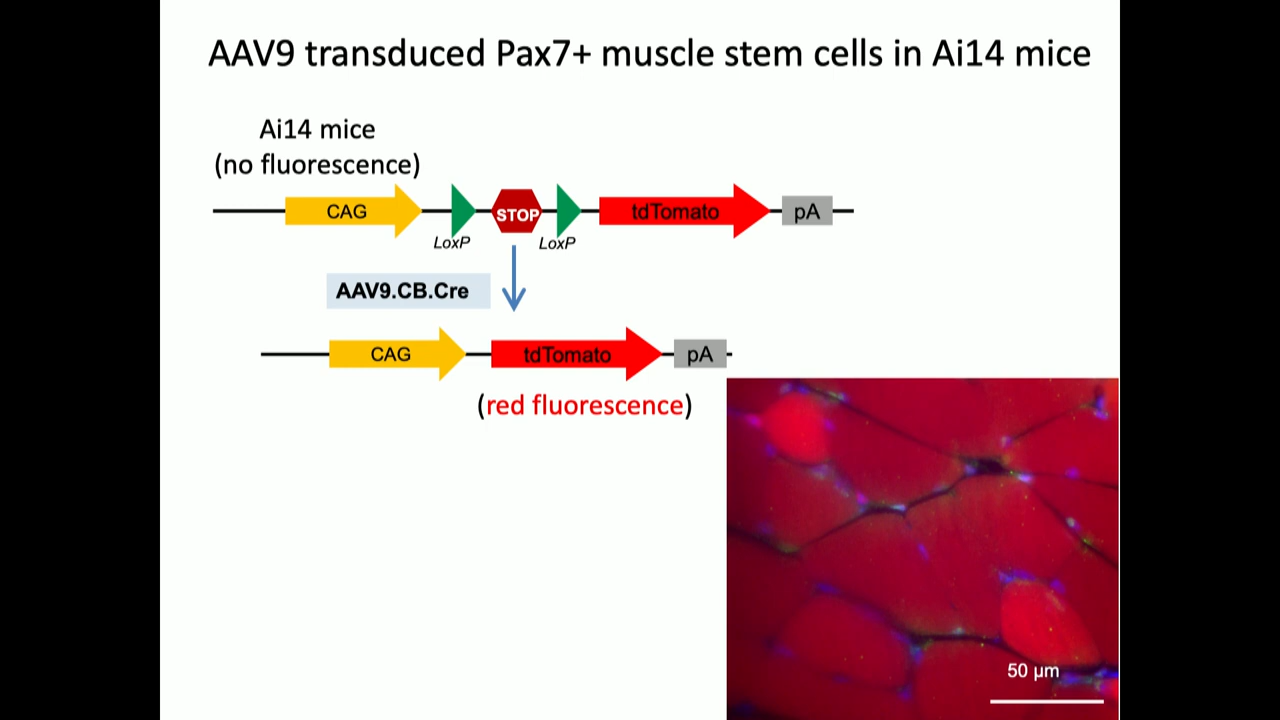 AAV9 transduced Pax7+ muscle stem cells in Ai14 mice
Ai14 mice
(no fluorescence)
CAG
STOP
tdTomato
pA
LoxP
LoxP
AAV9.CB.Cre
CAG
tdTomato
pA
(red fluorescence)
50 µm